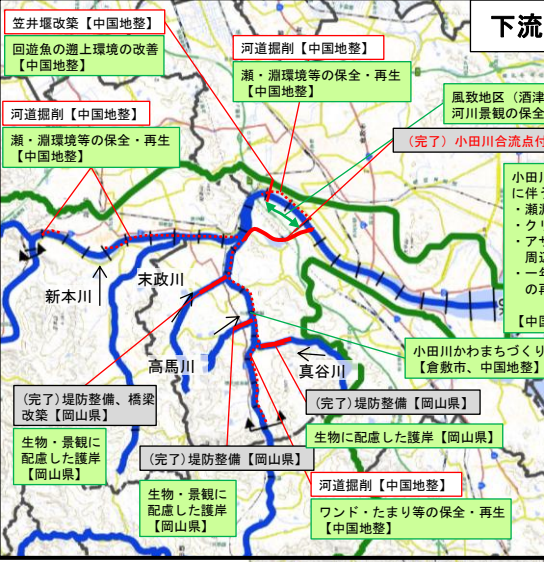 下流
笠井堰改築【中国地整】
回遊魚の遡上環境の改善
【中国地整】
河道掘削【中国地整】
瀬・淵環境等の保全・再生
【中国地整】
風致地区（酒津
河川景観の保全
河道掘削【中国地整】
瀬・淵環境等の保全・再生
【中国地整】
（完了）小田川合流点付
小田川
に伴う
・瀬淵
・クリ
・アサ
周辺
・一年
の再
【中国
末政川
新本川
高馬川
真谷川
小田川かわまちづくり
【倉敷市、中国地整】
（完了）堤防整備、橋梁
改築【岡山県】
（完了）堤防整備【岡山県】
生物・景観に
配慮した護岸
【岡山県】
生物に配慮した護岸【岡山県】
（完了）堤防整備【岡山県】
生物・景観に
配慮した護岸
【岡山県】
河道掘削【中国地整】
ワンド・たまり等の保全・再生
【中国地整】